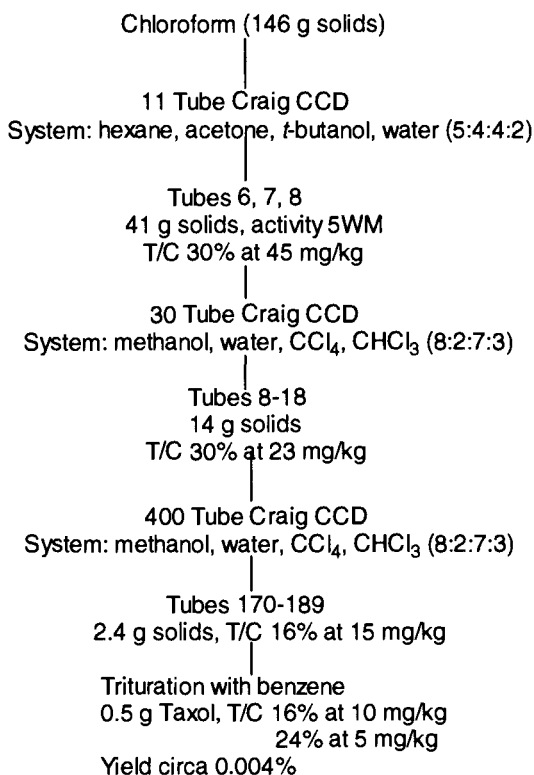 Chloroform (146 g solids)
11 Tube Craig CCD
System: hexane, acetone, t-butanol, water (5:4:4:2)
Tubes 6, 7, 8
41 g solids, activity 5WM
T/C 30% at 45 mg/kg
30 Tube Craig CCD
System: methanol, water, CCl₄, CHCl₃ (8:2:7:3)
Tubes 8-18
14 g solids
T/C 30% at 23 mg/kg
400 Tube Craig CCD
System: methanol, water, CCl₄, CHCl₃ (8:2:7:3)
Tubes 170-189
2.4 g solids, T/C 16% at 15 mg/kg
Trituration with benzene
0.5 g Taxol, T/C 16% at 10 mg/kg
24% at 5 mg/kg
Yield circa 0.004%